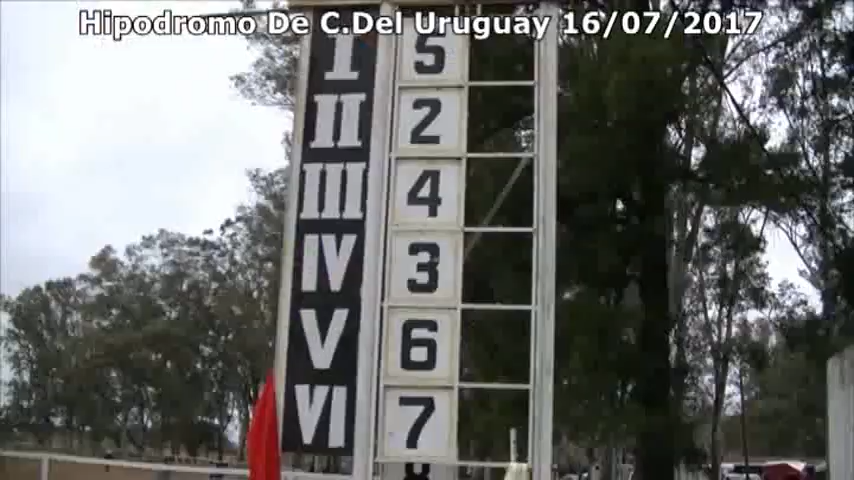 Hipodromo De C.Del Uruguay 16/07/2017
I 5
II 2
III 4
IV 3
V 6
VI 7